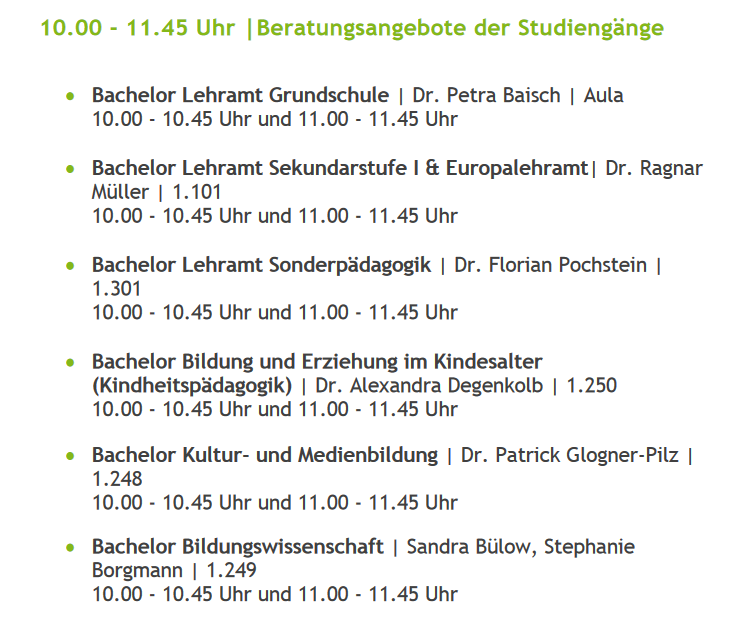 10.00 - 11.45 Uhr |Beratungsangebote der Studiengänge
Bachelor Lehramt Grundschule | Dr. Petra Baisch | Aula
10.00 - 10.45 Uhr und 11.00 - 11.45 Uhr
Bachelor Lehramt Sekundarstufe I & Europalehramt| Dr. Ragnar
Müller | 1.101
10.00 - 10.45 Uhr und 11.00 - 11.45 Uhr
Bachelor Lehramt Sonderpädagogik | Dr. Florian Pochstein |
1.301
10.00 - 10.45 Uhr und 11.00 - 11.45 Uhr
Bachelor Bildung und Erziehung im Kindesalter
(Kindheitspädagogik) | Dr. Alexandra Degenkolb | 1.250
10.00 - 10.45 Uhr und 11.00 - 11.45 Uhr
Bachelor Kultur- und Medienbildung | Dr. Patrick Glogner-Pilz |
1.248
10.00 - 10.45 Uhr und 11.00 - 11.45 Uhr
Bachelor Bildungswissenschaft | Sandra Bülow, Stephanie
Borgmann | 1.249
10.00 - 10.45 Uhr und 11.00 - 11.45 Uhr